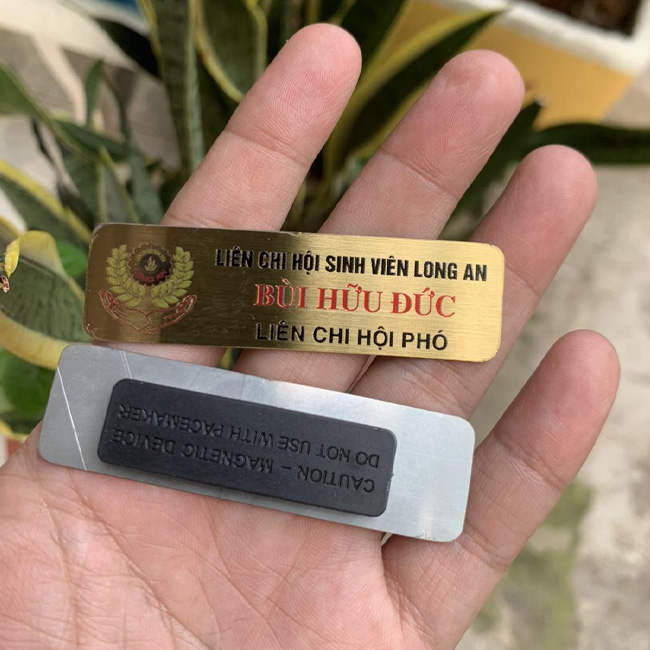 LIÊN CHI HỘI SINH VIÊN LONG AN
BÙI HỮU ĐỨC
LIÊN CHI HỘI PHÓ
CAUTION – MAGNETIC DEVICE
DO NOT USE WITH PACEMAKER